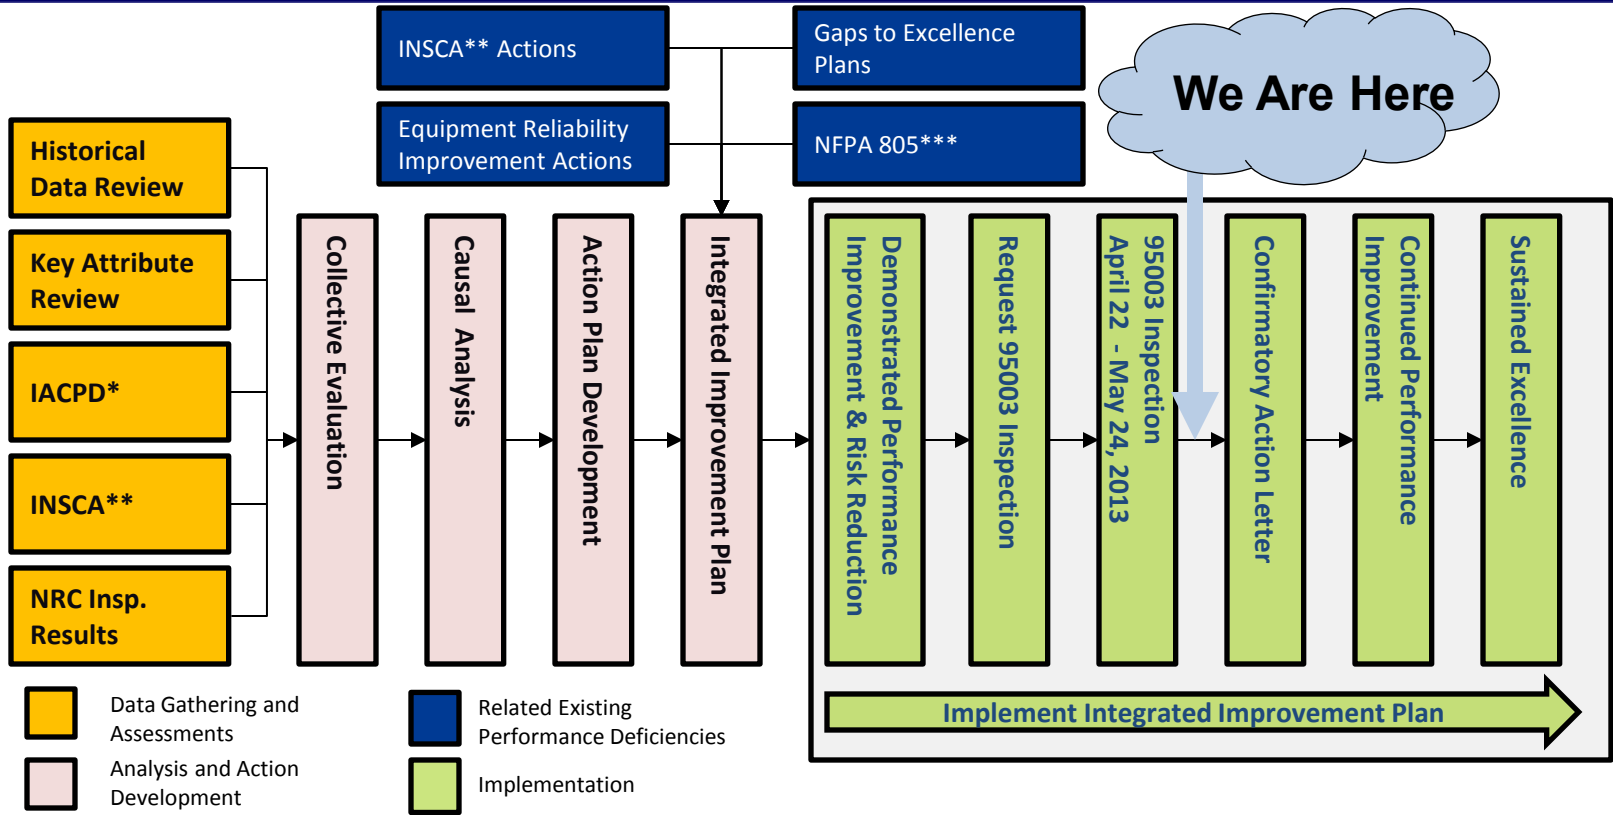 INSCA** Actions
Gaps to Excellence
Plans
We Are Here
Equipment Reliability
Improvement Actions
NFPA 805***
Historical
Data Review
Key Attribute
Review
IACPD*
INSCA**
NRC Insp.
Results
Collective Evaluation
Causal Analysis
Action Plan Development
Integrated Improvement Plan
Demonstrated Performance
Improvement & Risk Reduction
Request 95003 Inspection
95003 Inspection
April 22 - May 24, 2013
Confirmatory Action Letter
Continued Performance
Improvement
Sustained Excellence
Implement Integrated Improvement Plan
Data Gathering and
Assessments
Related Existing
Performance Deficiencies
Analysis and Action
Development
Implementation